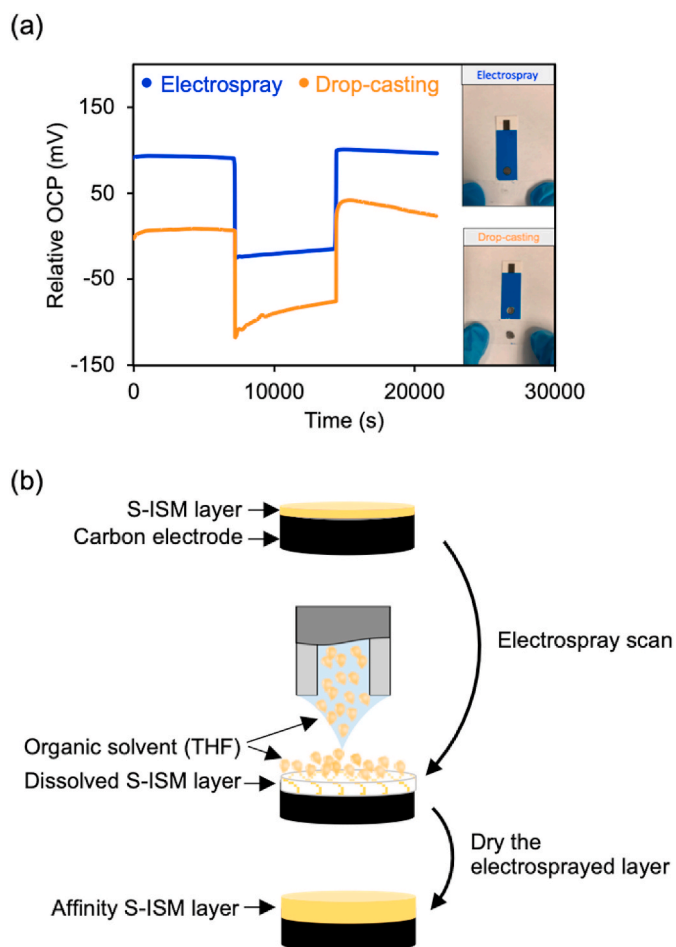 (a)
Electrospray
Drop-casting
150
50
-50
-150
Relative OCP (mV)
0
10000
20000
30000
Time (s)
Electrospray
Drop-casting
(b)
S-ISM layer
Carbon electrode
Electrospray scan
Organic solvent (THF)
Dissolved S-ISM layer
Dry the
electrosprayed layer
Affinity S-ISM layer